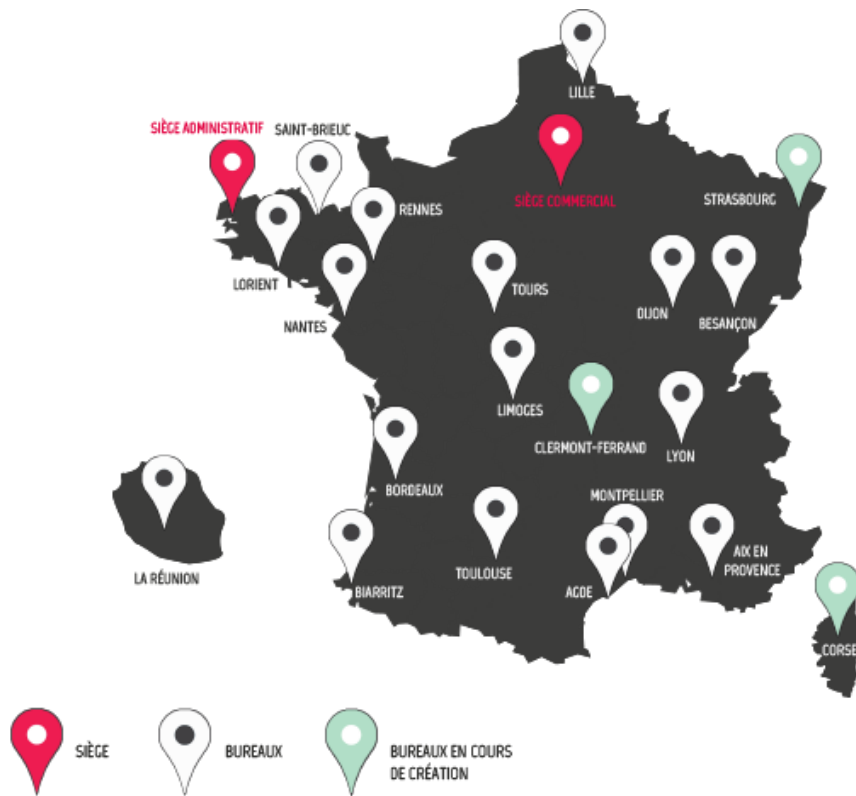 LILLE
SIÈGE ADMINISTRATIF
SAINT-BRIEUC
SIÈGE COMMERCIAL
STRASBOURG
RENNES
LORIENT
TOURS
NANTES
DIJON
BESANÇON
LIMOGES
CLERMONT-FERRAND
LYON
BORDEAUX
MONTPELLIER
AIX EN
PROVENCE
LA RÉUNION
BIARRITZ
TOULOUSE
AGDE
CORSE
SIÈGE
BUREAUX
BUREAUX EN COURS
DE CRÉATION